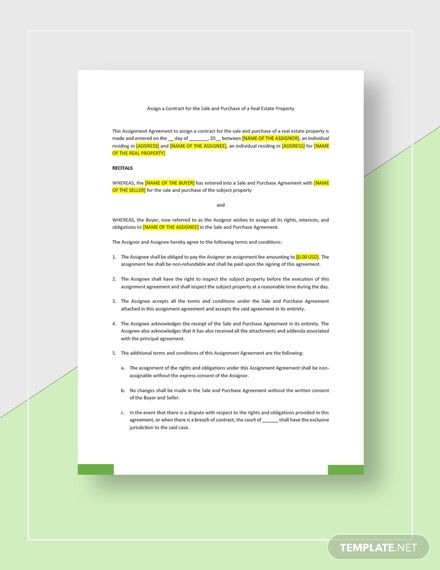 Assign a Contract for the Sale and Purchase of a Real Estate Property
This Assignment Agreement to assign a contract for the sale and purchase of a real estate property is
made and entered on the __ day of _______, 20__ between [NAME OF THE ASSIGNOR], an individual
residing in [ADDRESS] and [NAME OF THE ASSIGNEE], an individual residing in [ADDRESS] for [NAME
OF THE REAL PROPERTY].
RECITALS
WHEREAS, the [NAME OF THE BUYER] has entered into a Sale and Purchase Agreement with [NAME
OF THE SELLER] for the sale and purchase of the subject property
and
WHEREAS, the Buyer, now referred to as the Assignor wishes to assign all its rights, interests, and
obligations to [NAME OF THE ASSIGNEE] in the Sale and Purchase Agreement.
The Assignor and Assignee hereby agree to the following terms and conditions:
1. The Assignee shall be obliged to pay the Assignor an assignment fee amounting to [0.00 USD]. The
assignment fee shall be non-refundable and shall be paid upon the signing of this agreement.
2. The Assignee shall have the right to inspect the subject property before the execution of this
assignment agreement and shall inspect the subject property at a reasonable time during the day.
3. The Assignee accepts all the terms and conditions under the Sale and Purchase Agreement
attached in this assignment agreement and accepts the said agreement in its entirety.
4. The Assignee acknowledges the receipt of the Sale and Purchase Agreement in its entirety. The
Assignee also acknowledges that it has also received all the attachments and addenda associated
with the principal agreement.
5. The additional terms and conditions of this Assignment Agreement are the following:
a. The assignment of the rights and obligations under this Assignment Agreement shall be non-
assignable without the express consent of the Assignor.
b. No changes shall be made in the Sale and Purchase Agreement without the written consent
of the Buyer and Seller.
c. In the event that there is a dispute with respect to the rights and obligations provided in this
agreement, or when there is a breach of contract, the court of ______ shall have the exclusive
jurisdiction to the said case.
TEMPLATE.NET